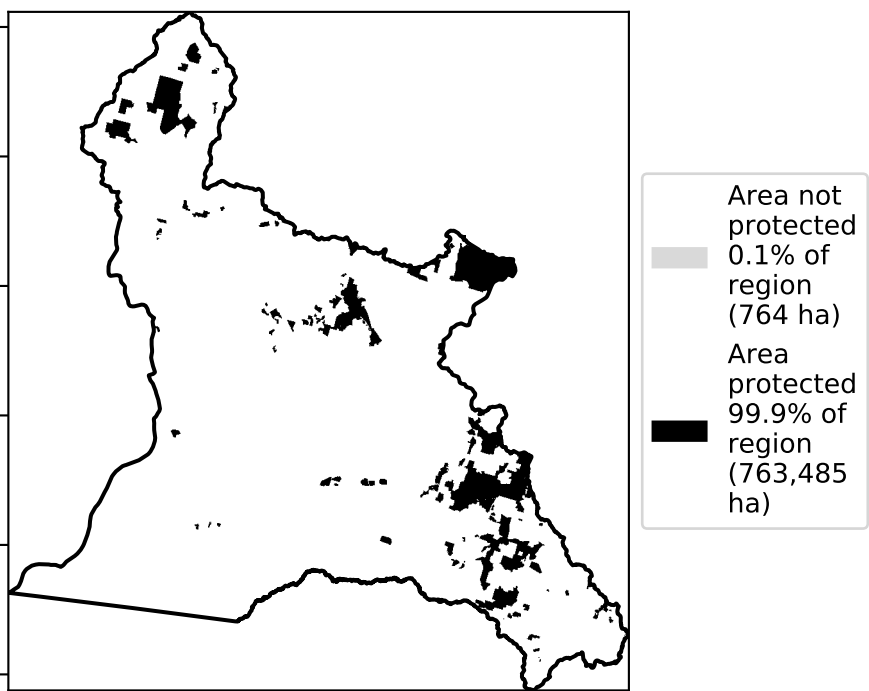 Area not
protected
0.1% of
region
(764 ha)
Area
protected
99.9% of
region
(763,485
ha)